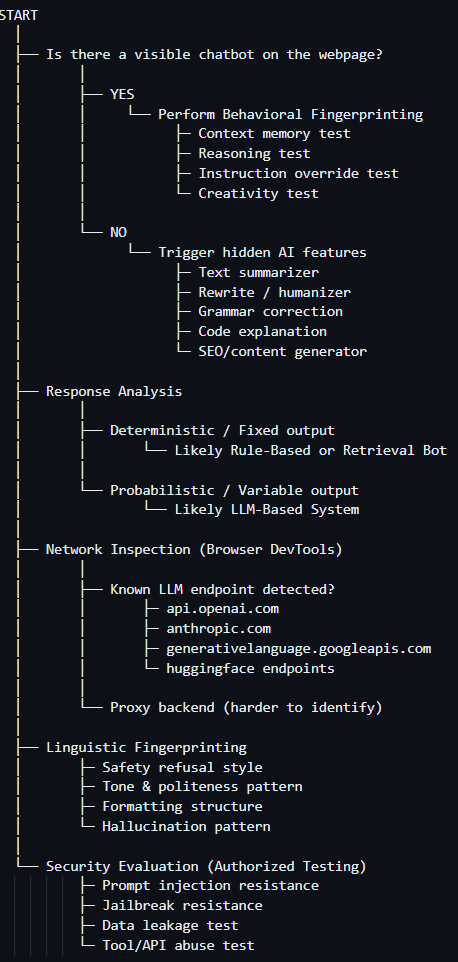 START
Is there a visible chatbot on the webpage?
YES
Perform Behavioral Fingerprinting
Context memory test
Reasoning test
Instruction override test
Creativity test
NO
Trigger hidden AI features
Text summarizer
Rewrite / humanizer
Grammar correction
Code explanation
SEO/content generator
Response Analysis
Deterministic / Fixed output
Likely Rule-Based or Retrieval Bot
Probabilistic / Variable output
Likely LLM-Based System
Network Inspection (Browser DevTools)
Known LLM endpoint detected?
api.openai.com
anthropic.com
generativelanguage.googleapis.com
huggingface endpoints
Proxy backend (harder to identify)
Linguistic Fingerprinting
Safety refusal style
Tone & politeness pattern
Formatting structure
Hallucination pattern
Security Evaluation (Authorized Testing)
Prompt injection resistance
Jailbreak resistance
Data leakage test
Tool/API abuse test